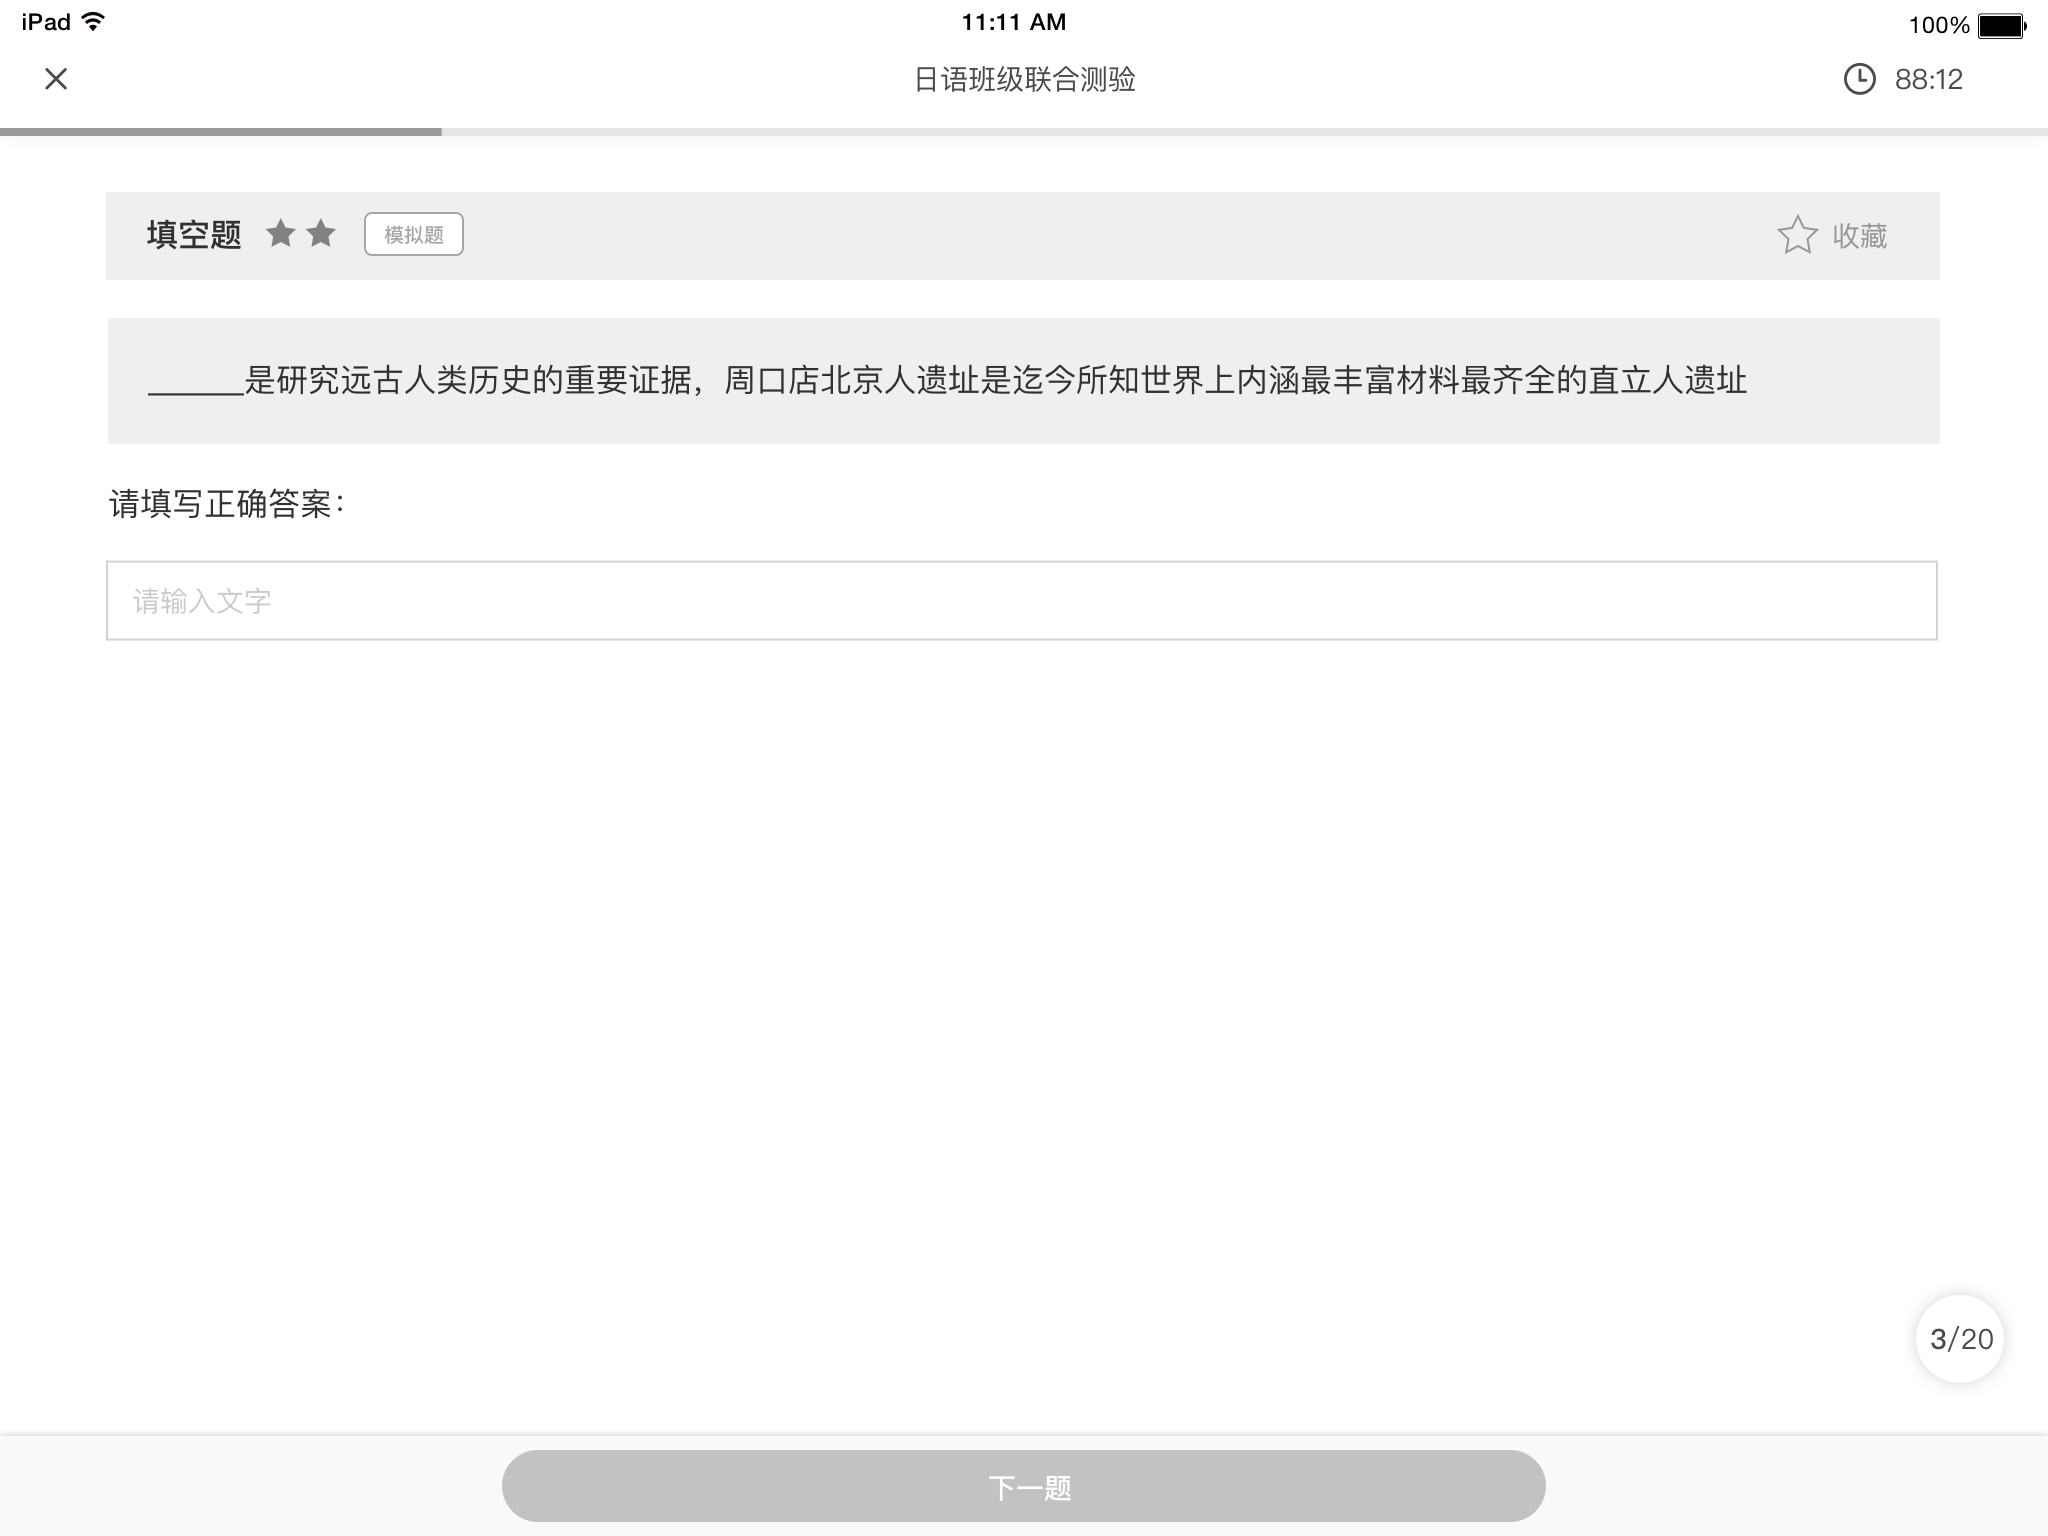 iPad 11:11 AM 100%
日语班级联合测验 88:12
填空题 模拟题 收藏
______是研究远古人类历史的重要证据，周口店北京人遗址是迄今所知世界上内涵最丰富材料最齐全的直立人遗址
请填写正确答案：
请输入文字
3/20
下一题